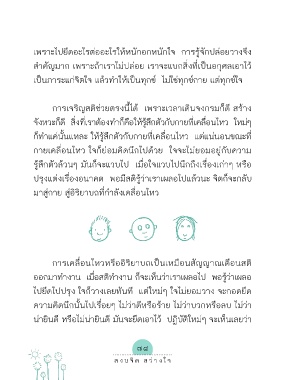 เพราะไปยึดอะไรต่ออะไรให้หนักอกหนักใจ การรู้จักปล่อยวางจึง
สำคัญมาก เพราะถ้าเราไม่ปล่อย เราจะแบกสิ่งที่เป็นอกุศลเอาไว้
เป็นภาระแก่จิตใจ แล้วทำให้เป็นทุกข์ ไม่ใช่ทุกข์กาย แต่ทุกข์ใจ
การเจริญสติช่วยตรงนี้ได้ เพราะเวลาเดินจงกรมก็ดี สร้าง
จังหวะก็ดี สิ่งที่เราต้องทำก็คือให้รู้สึกตัวกับกายที่เคลื่อนไหว ใหม่ๆ
ก็ทำแค่นั้นแหละ ให้รู้สึกตัวกับกายที่เคลื่อนไหว แต่แน่นอนขณะที่
กายเคลื่อนไหว ใจก็ย่อมคิดนึกไปด้วย ใจจะไม่ยอมอยู่กับความ
รู้สึกตัวล้วนๆ มันก็จะแวบไป เมื่อใจแวบไปนึกถึงเรื่องเก่าๆ หรือ
ปรุงแต่งเรื่องอนาคต พอมีสติรู้ว่าเราเผลอไปแล้วนะ จิตก็จะกลับ
มาสู่กาย สู่อิริยาบถที่กำลังเคลื่อนไหว
การเคลื่อนไหวหรืออิริยาบถเป็นเหมือนสัญญาณเตือนสติ
ออกมาทำงาน เมื่อสติทำงาน ก็จะเห็นว่าเราเผลอไป พอรู้ว่าเผลอ
ไปยึดไปปรุง ใจก็วางเลยทันที แต่ใหม่ๆ ใจไม่ยอมวาง จะกอดยึด
ความคิดนึกนั้นไปเรื่อยๆ ไม่ว่าดีหรือร้าย ไม่ว่าบวกหรือลบ ไม่ว่า
น่ายินดี หรือไม่น่ายินดี มันจะยึดเอาไว้ ปฏิบัติใหม่ๆ จะเห็นเลยว่า
๗๘
สงบจิต สว่างใจ